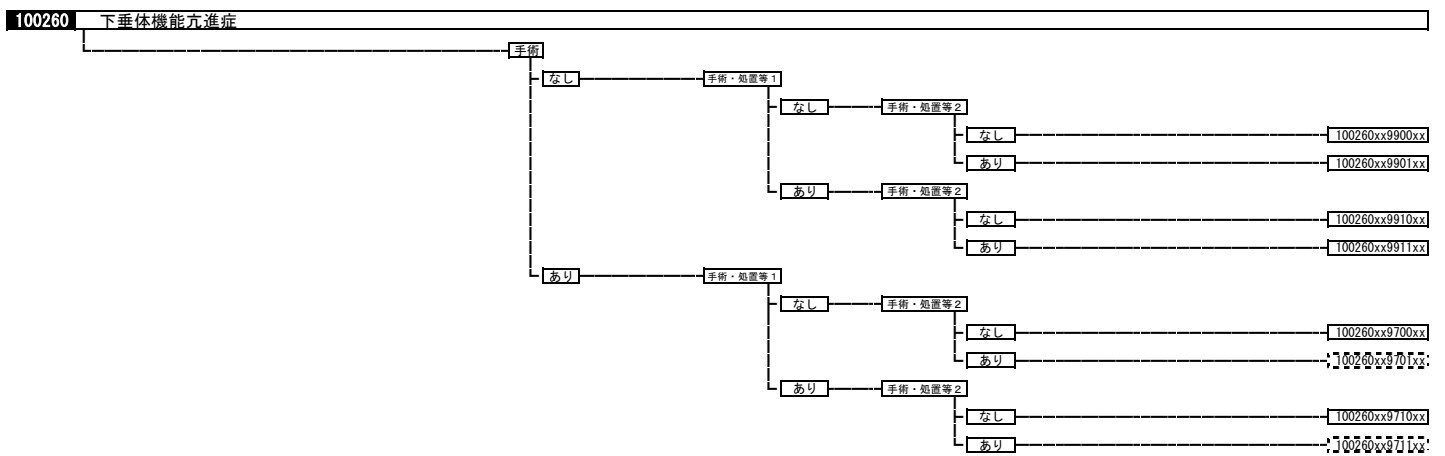 100260 下垂体機能亢進症
手術
なし 手術・処置等1
なし 手術・処置等2
なし 100260xx9900xx
あり 100260xx9901xx
あり 手術・処置等2
なし 100260xx9910xx
あり 100260xx9911xx
あり 手術・処置等1
なし 手術・処置等2
なし 100260xx9700xx
あり 100260xx9701xx
あり 手術・処置等2
なし 100260xx9710xx
あり 100260xx9711xx